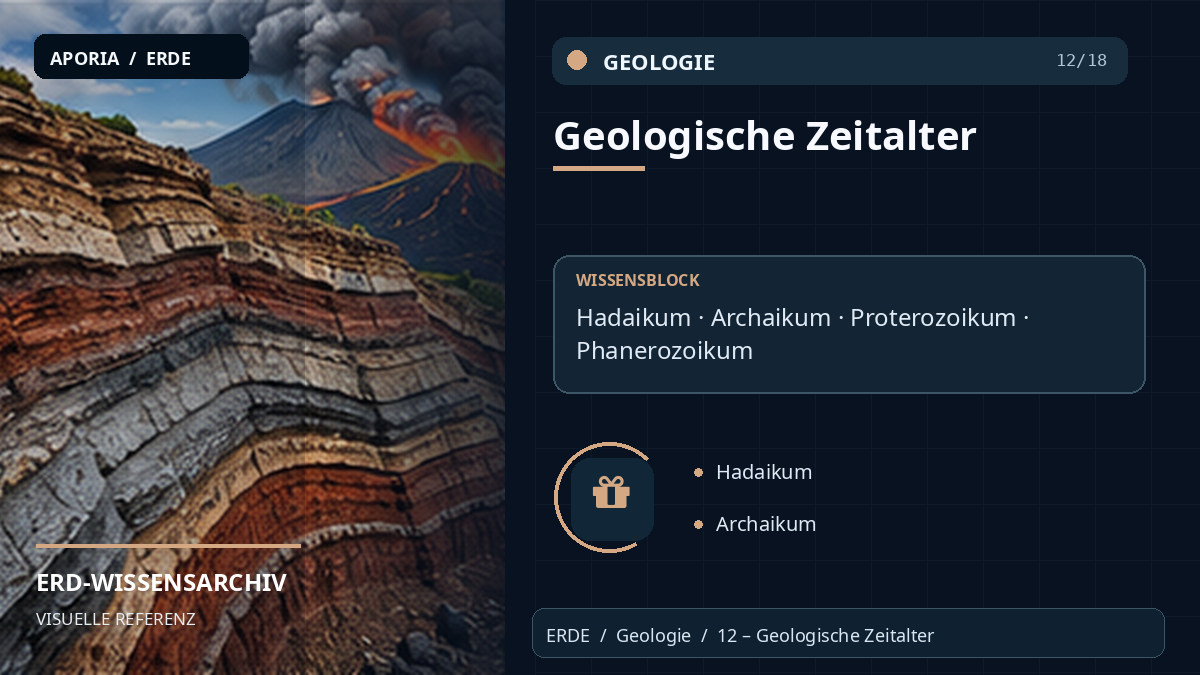 APORIA / ERDE
ERD-WISSENSARCHIV
VISUELLE REFERENZ
GEOLOGIE
12/18
Geologische Zeitalter
WISSENSBLOCK
Hadaikum · Archaikum · Proterozoikum ·
Phanerozoikum
Hadaikum
Archaikum
ERDE / Geologie / 12 – Geologische Zeitalter